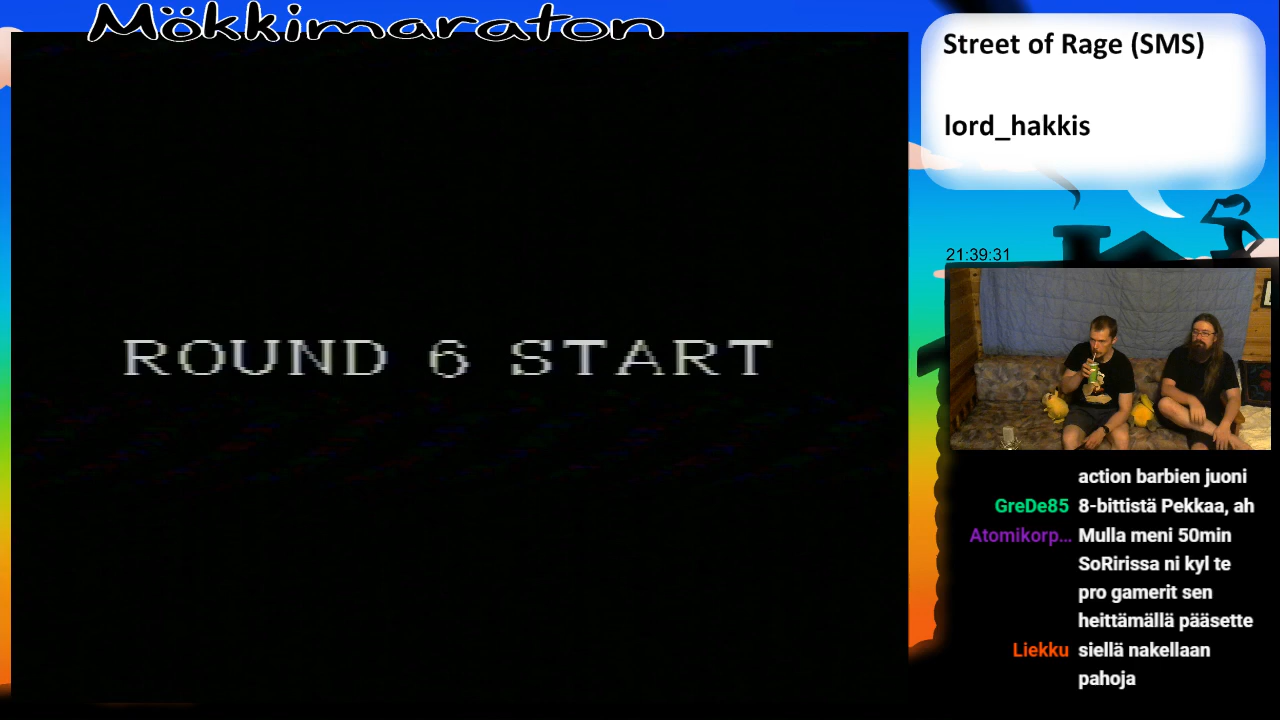 Mökkimaraton
Street of Rage (SMS)
lord_hakkis
21:39:31
ROUND 6 START
action barbien juoni
GreDe85 8-bittistä Pekkaa, ah
Atomikorp... Mulla meni 50min
SoRirissa ni kyl te
pro gamerit sen
heittämällä pääsette
Liekku siellä nakellaan
pahoja